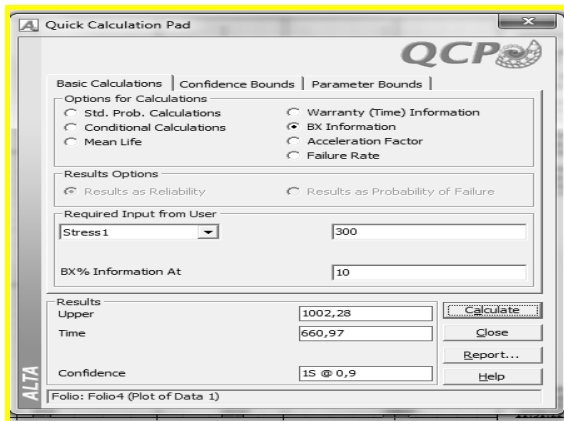 Quick Calculation Pad
QCP
Basic Calculations Confidence Bounds Parameter Bounds
Options for Calculations
Std. Prob. Calculations Warranty (Time) Information
Conditional Calculations BX Information
Mean Life Acceleration Factor
Failure Rate
Results Options
Results as Reliability Results as Probability of Failure
Required Input from User
Stress1 300
BX% Information At 10
Results
Upper 1002,28 Calculate
Time 660,97 Close
Report...
Confidence 1S @ 0,9 Help
ALTA
Folio: Folio4 (Plot of Data 1)